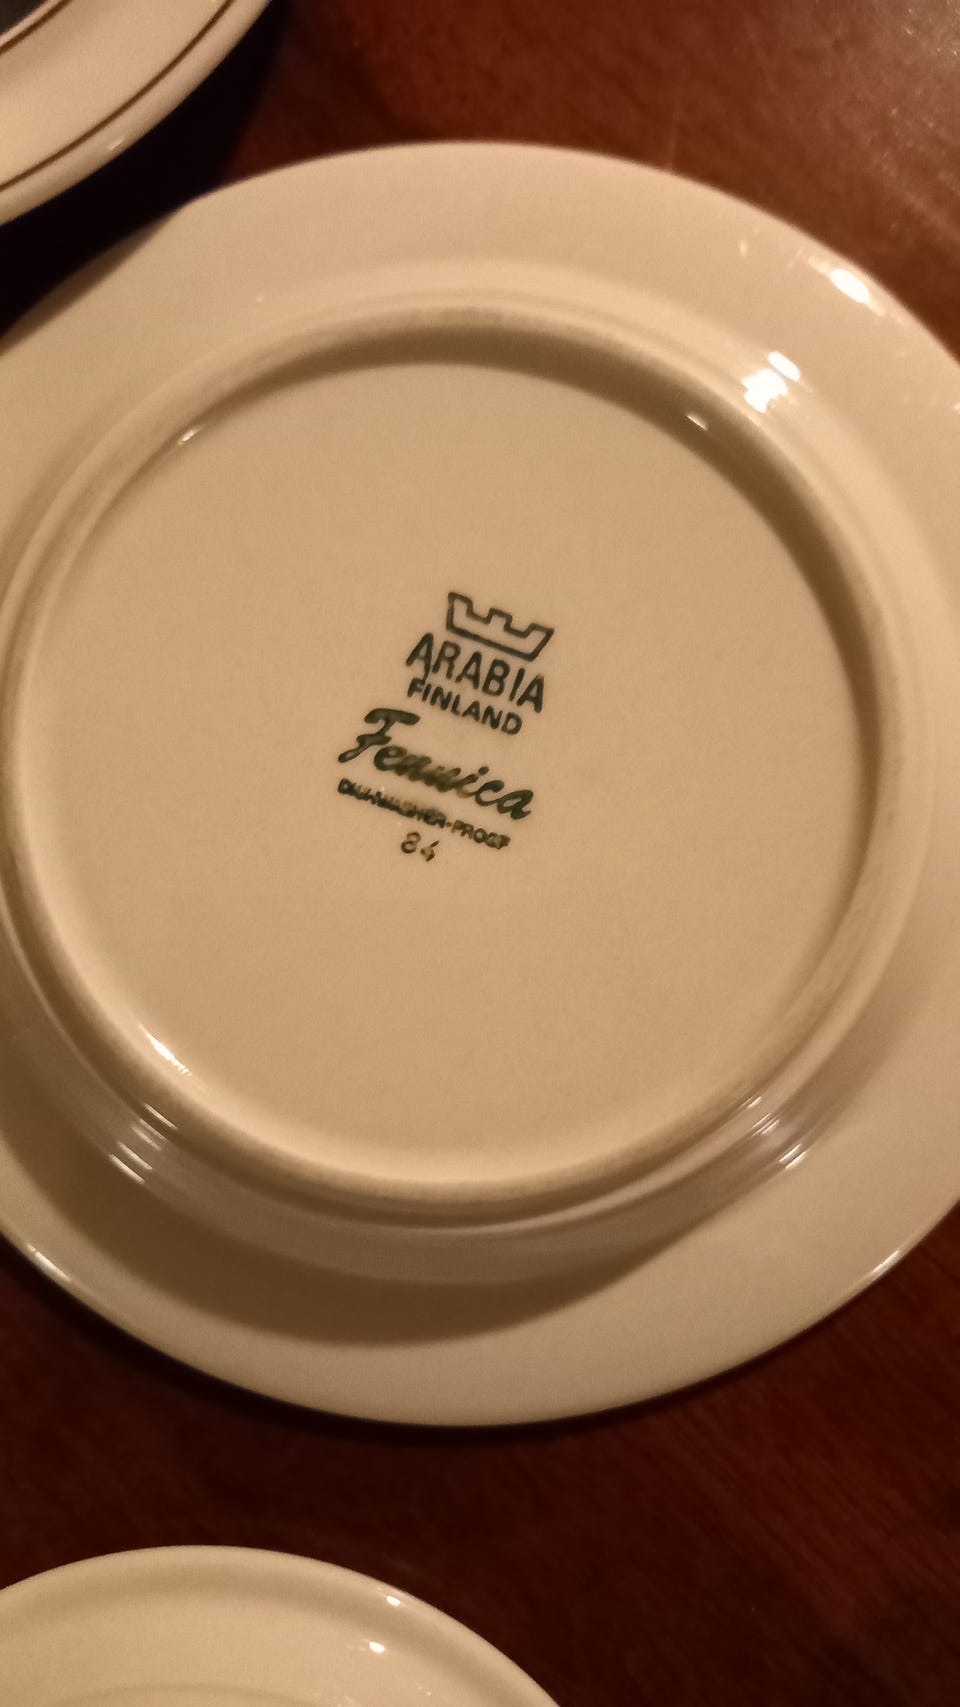 ARABIA
FINLAND
Fennica
DISHWASHER-PROOF
84